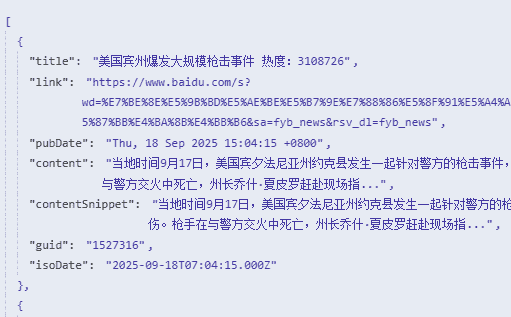 [
{
"title": "美国宾州爆发大规模枪击事件 热度：3108726",
"link": "https://www.baidu.com/s?
wd=%E7%BE%8E%E5%9B%BD%E5%AE%BE%E5%B7%9E%E7%88%86%E5%8F%91%E5%A4%A
5%87%BB%E4%BA%8B%E4%BB%B6&sa=fyb_news&rsv_dl=fyb_news",
"pubDate": "Thu, 18 Sep 2025 15:04:15 +0800",
"content": "当地时间9月17日，美国宾夕法尼亚州约克县发生一起针对警方的枪击事件，
与警方交火中死亡，州长乔什·夏皮罗赶赴现场指...",
"contentSnippet": "当地时间9月17日，美国宾夕法尼亚州约克县发生一起针对警方的枪
伤。枪手在与警方交火中死亡，州长乔什·夏皮罗赶赴现场指...",
"guid": "1527316",
"isoDate": "2025-09-18T07:04:15.000Z"
},
{